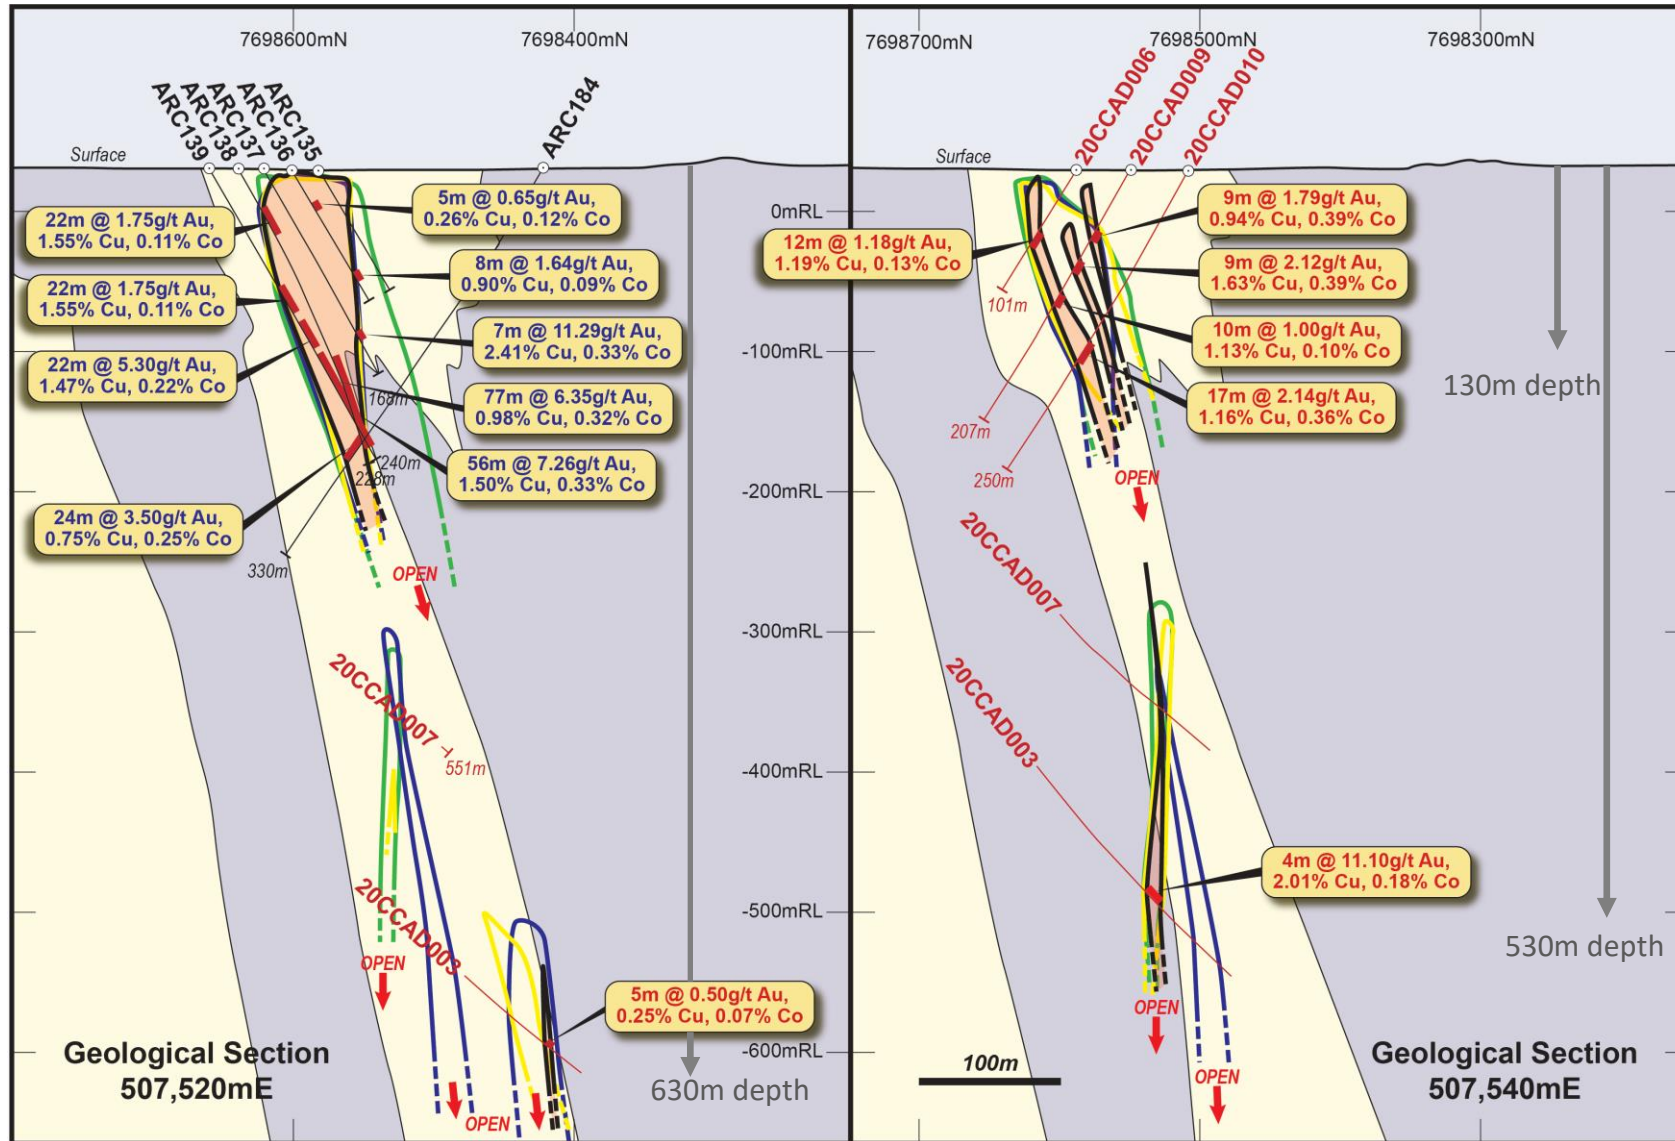 7698600mN
7698400mN
ARC139
ARC138
ARC137
ARC136
ARC135
ARC184
Surface
22m @ 1.75g/t Au,
1.55% Cu, 0.11% Co
22m @ 1.75g/t Au,
1.55% Cu, 0.11% Co
22m @ 5.30g/t Au,
1.47% Cu, 0.22% Co
24m @ 3.50g/t Au,
0.75% Cu, 0.25% Co
5m @ 0.65g/t Au,
0.26% Cu, 0.12% Co
8m @ 1.64g/t Au,
0.90% Cu, 0.09% Co
7m @ 11.29g/t Au,
2.41% Cu, 0.33% Co
77m @ 6.35g/t Au,
0.98% Cu, 0.32% Co
56m @ 7.26g/t Au,
1.50% Cu, 0.33% Co
168m
240m
228m
330m
OPEN
20CCAD007
551m
20CCAD003
OPEN
OPEN
5m @ 0.50g/t Au,
0.25% Cu, 0.07% Co
630m depth
Geological Section
507,520mE
0mRL
-100mRL
-200mRL
-300mRL
-400mRL
-500mRL
-600mRL
7698700mN
7698500mN
7698300mN
20CCAD006
20CCAD009
20CCAD010
Surface
12m @ 1.18g/t Au,
1.19% Cu, 0.13% Co
9m @ 1.79g/t Au,
0.94% Cu, 0.39% Co
9m @ 2.12g/t Au,
1.63% Cu, 0.39% Co
10m @ 1.00g/t Au,
1.13% Cu, 0.10% Co
17m @ 2.14g/t Au,
1.16% Cu, 0.36% Co
101m
207m
250m
OPEN
130m depth
20CCAD007
20CCAD003
4m @ 11.10g/t Au,
2.01% Cu, 0.18% Co
530m depth
OPEN
OPEN
100m
Geological Section
507,540mE